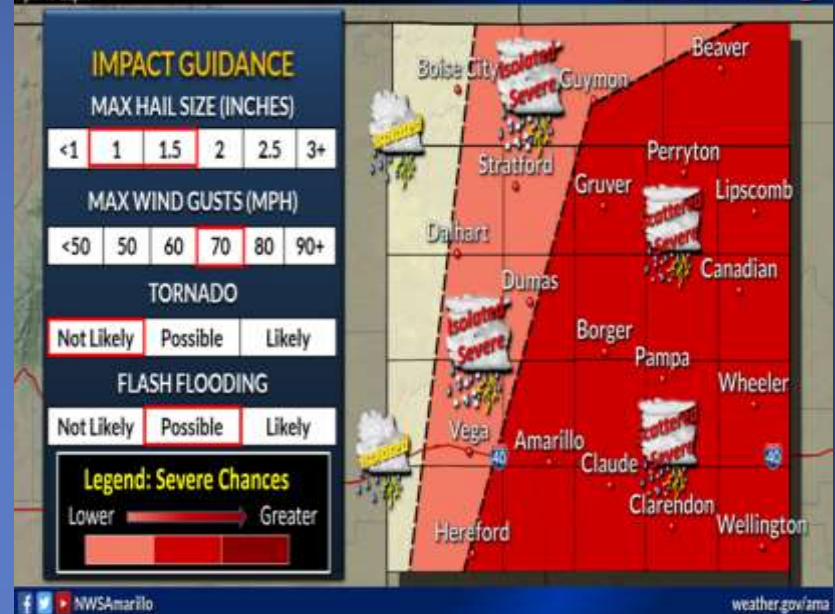 IMPACT GUIDANCE
MAX HAIL SIZE (INCHES)
<1 1 1.5 2 2.5 3+
MAX WIND GUSTS (MPH)
<50 50 60 70 80 90+
TORNADO
Not Likely Possible Likely
FLASH FLOODING
Not Likely Possible Likely
Legend: Severe Chances
Lower Greater
Beaver
Boise City
Isolated
Severe
Guymon
Isolated
Stratford
Perryton
Gruver
Lipscomb
Scattered
Severe
Dalhart
Canadian
Dumas
Isolated
Severe
Borger
Pampa
Wheeler
Vega
Isolated
Amarillo
40
Claude
Scattered
Severe
40
Clarendon
Wellington
Hereford
NWSAmarillo
weather.gov/ama